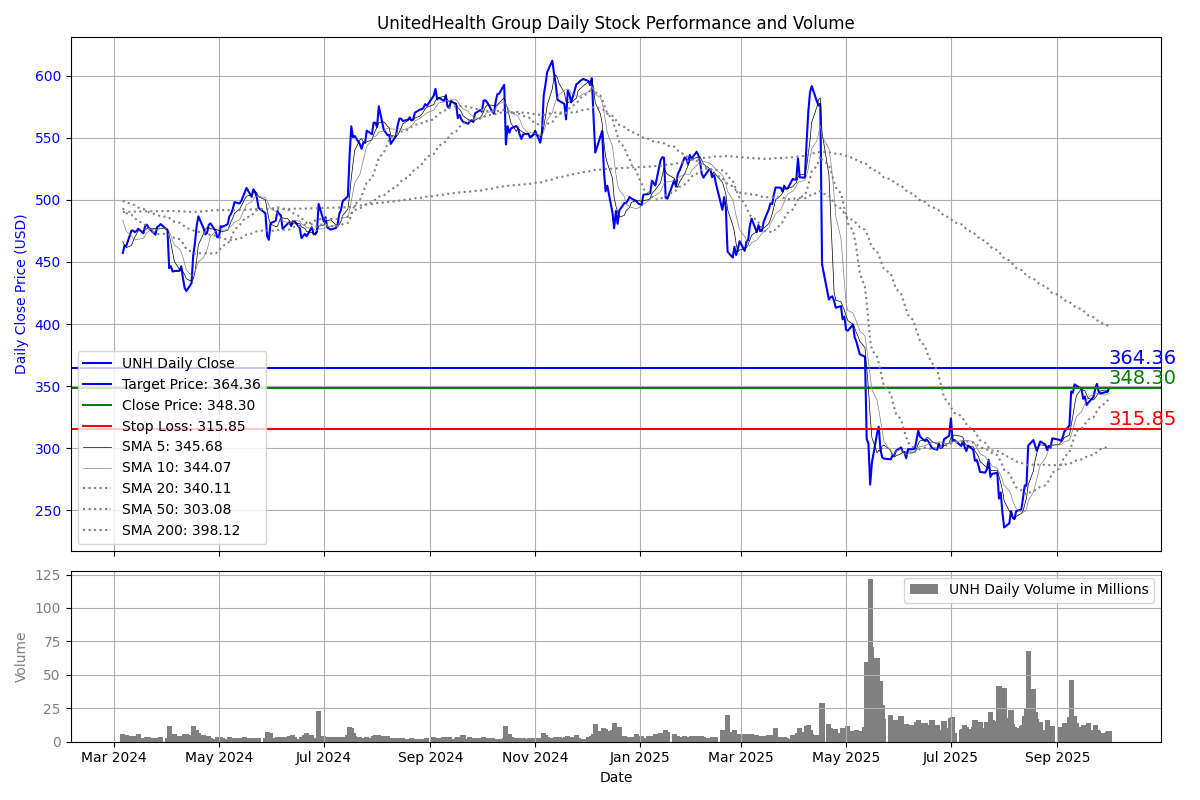 UnitedHealth Group Daily Stock Performance and Volume
Daily Close Price (USD)
600
550
500
450
400
350
300
250
364.36
348.30
315.85
UNH Daily Close
Target Price: 364.36
Close Price: 348.30
Stop Loss: 315.85
SMA 5: 345.68
SMA 10: 344.07
SMA 20: 340.11
SMA 50: 303.08
SMA 200: 398.12
Volume
125
100
75
50
25
0
UNH Daily Volume in Millions
Mar 2024 May 2024 Jul 2024 Sep 2024 Nov 2024 Jan 2025 Mar 2025 May 2025 Jul 2025 Sep 2025
Date